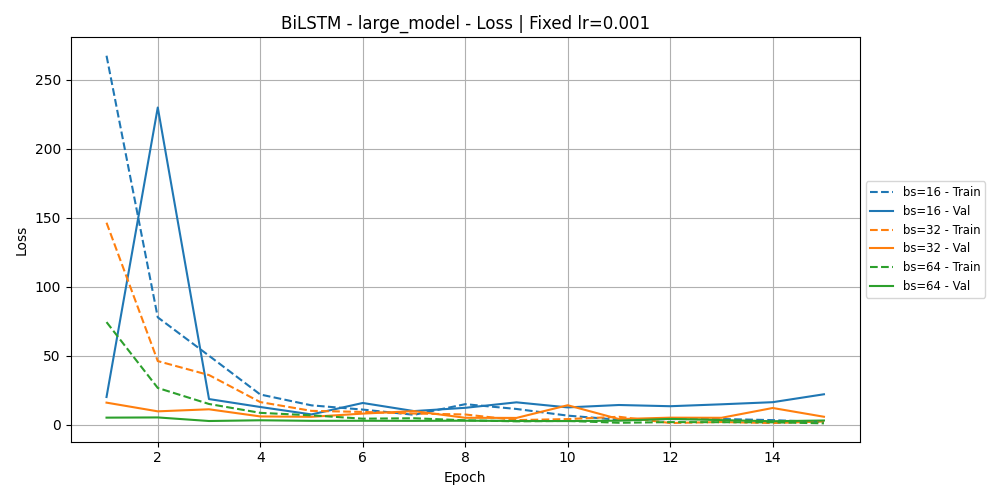 BiLSTM - large_model - Loss | Fixed lr=0.001
Loss
250
200
150
100
50
0
2
4
6
8
10
12
14
Epoch
bs=16 - Train
bs=16 - Val
bs=32 - Train
bs=32 - Val
bs=64 - Train
bs=64 - Val